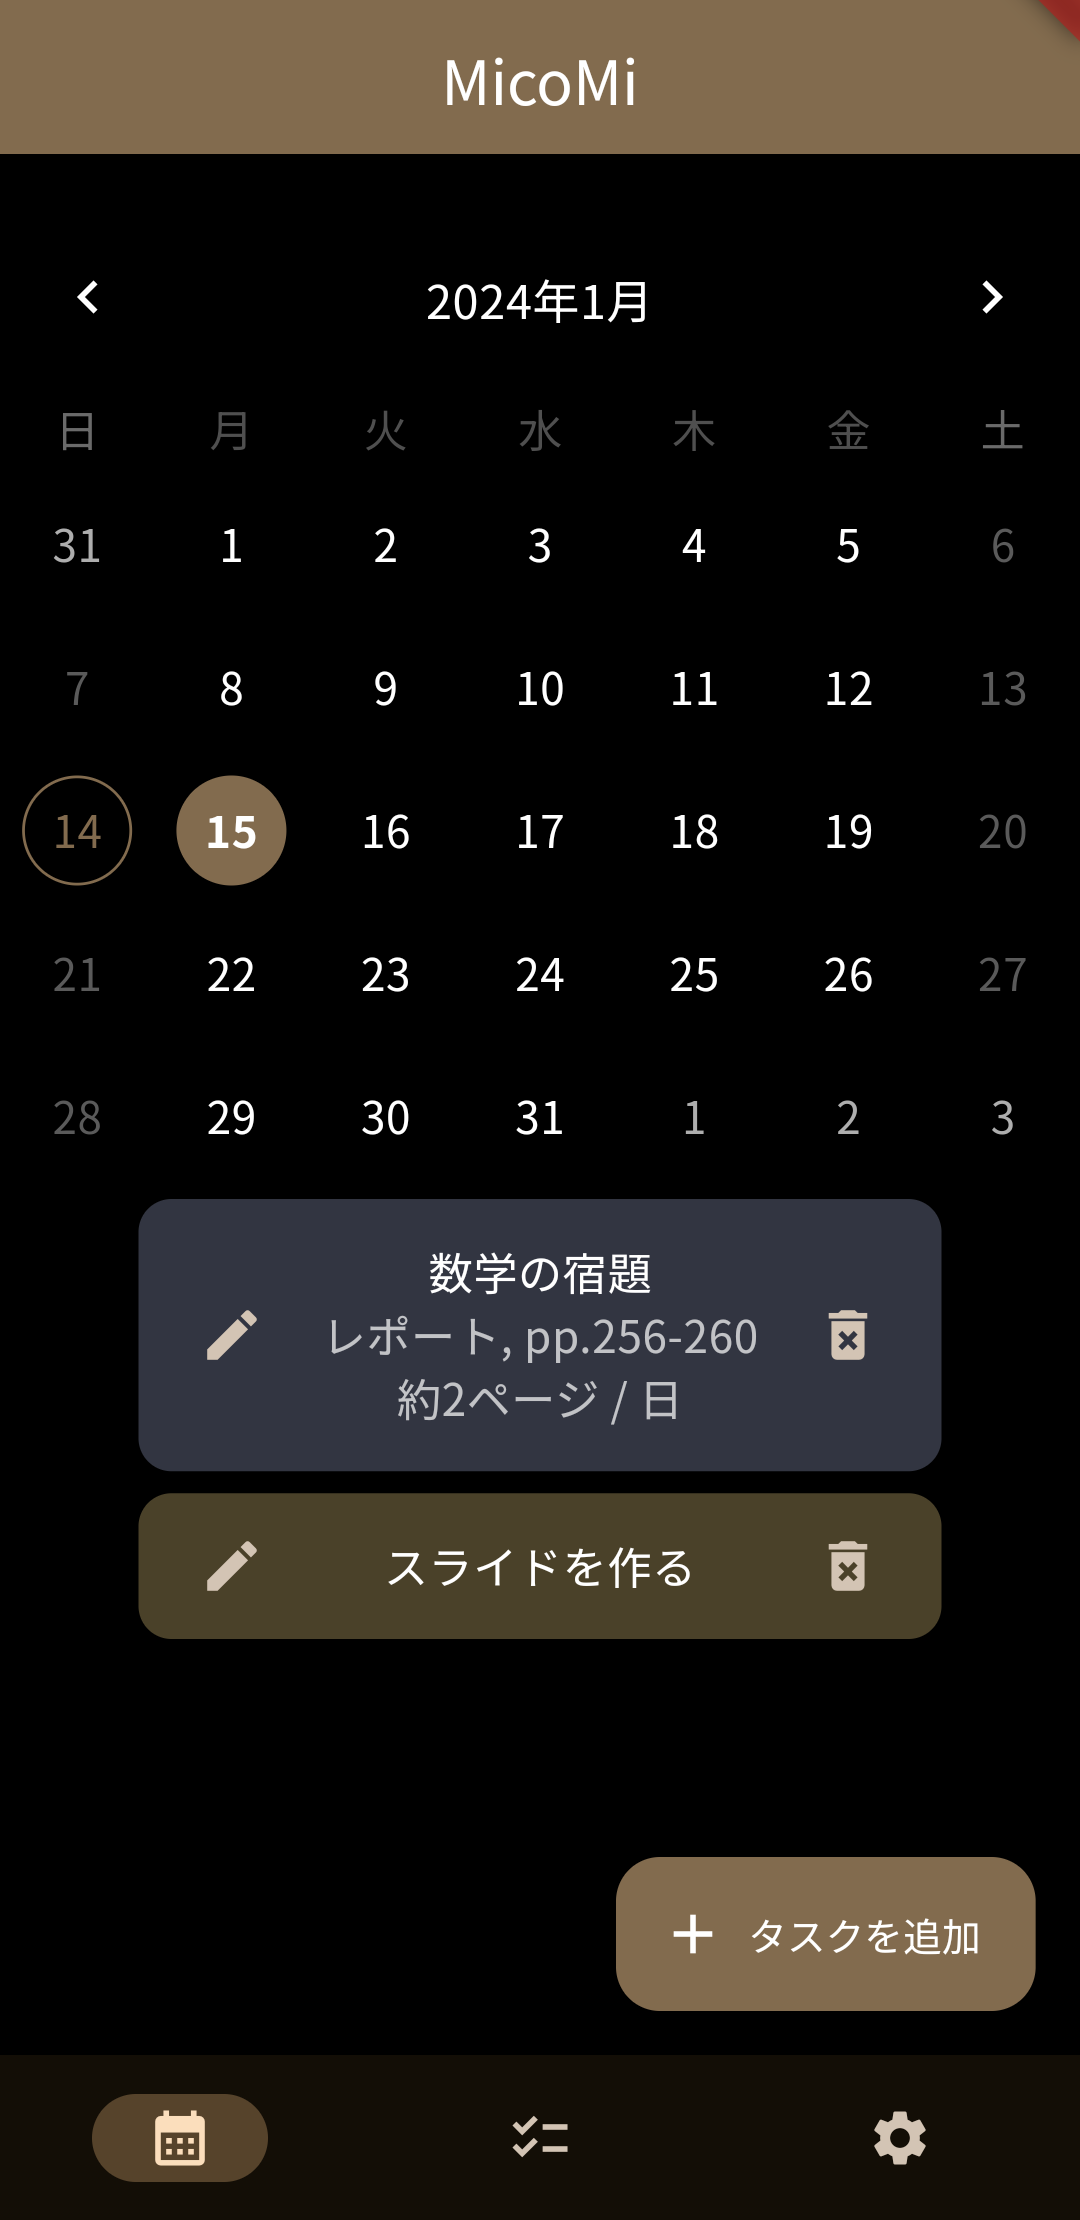 MicoMi
2024年1月
日 月 火 水 木 金 土
31 1 2 3 4 5 6
7 8 9 10 11 12 13
14 15 16 17 18 19 20
21 22 23 24 25 26 27
28 29 30 31 1 2 3
数学の宿題
レポート, pp.256-260
約2ページ / 日
スライドを作る
タスクを追加